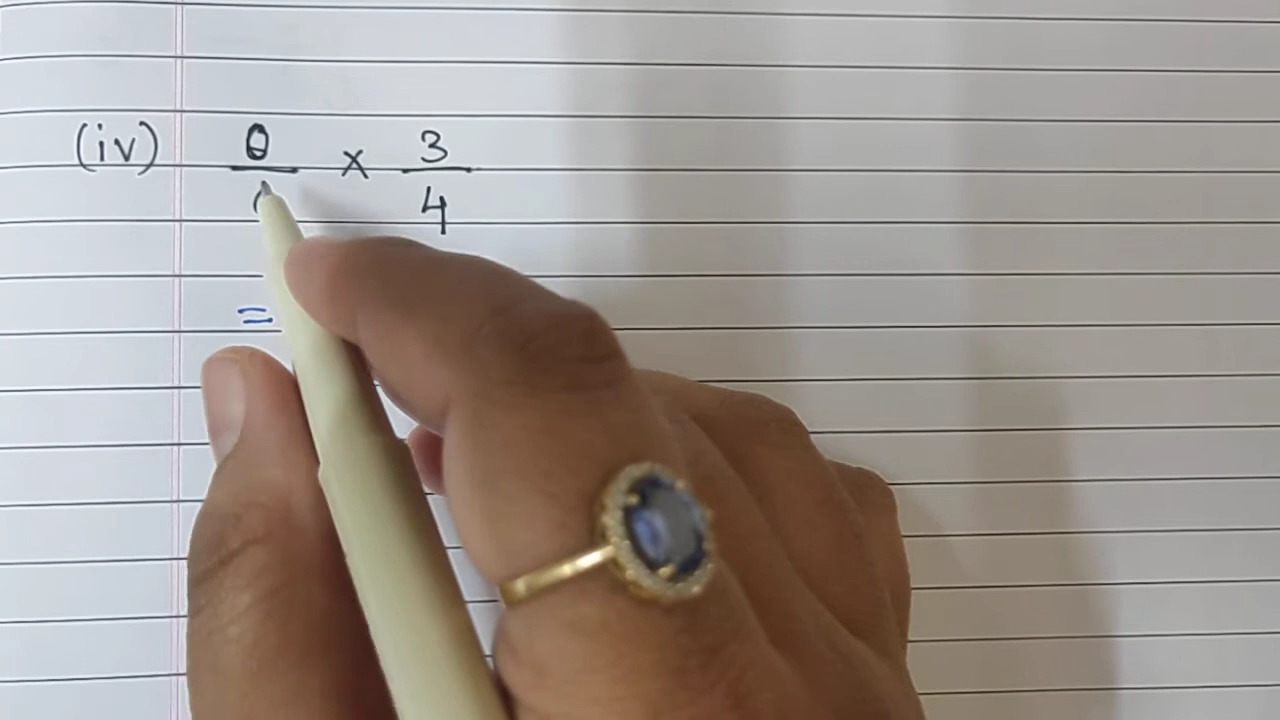 (iv) 0 × 3
4
=